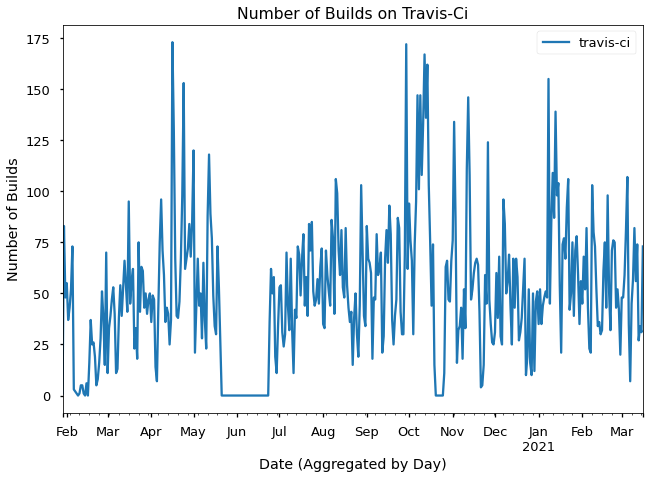 Number of Builds on Travis-Ci
travis-ci
175
150
125
100
75
50
25
0
Number of Builds
Feb Mar Apr May Jun Jul Aug Sep Oct Nov Dec Jan Feb Mar
2021
Date (Aggregated by Day)